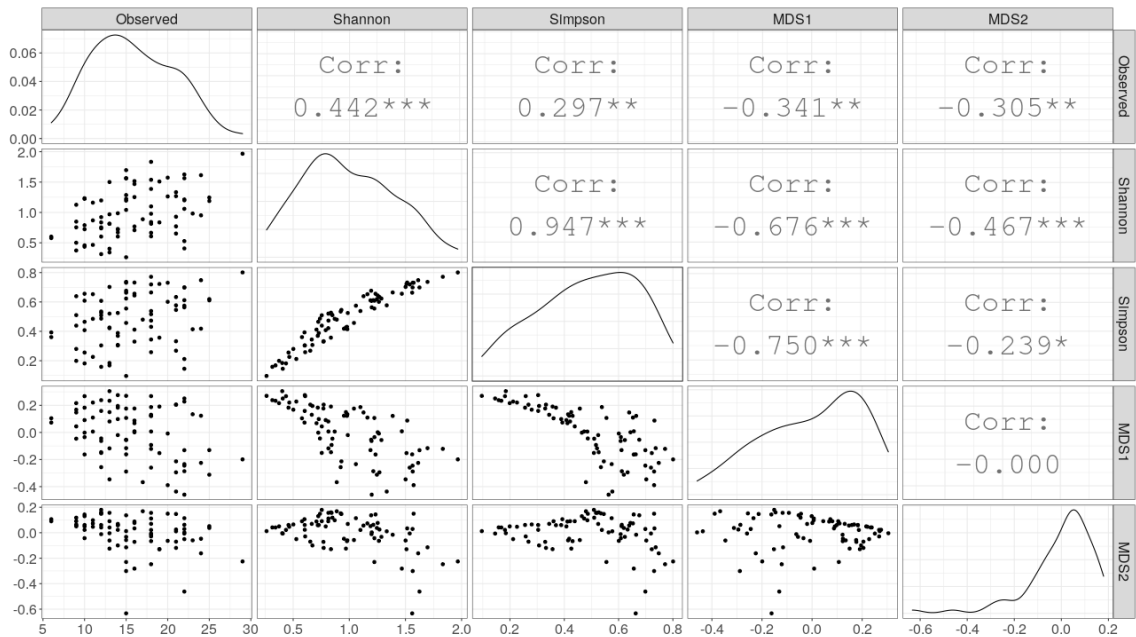 Observed Shannon SImpson MDS1 MDS2
0.06
0.04
0.02
0.00
Corr:
0.442***
Corr:
0.297**
Corr:
-0.341**
Corr:
-0.305**
Observed
2.0
1.5
1.0
0.5
Corr:
0.947***
Corr:
-0.676***
Corr:
-0.467***
Shannon
0.8
0.6
0.4
0.2
Corr:
-0.750***
Corr:
-0.239*
SImpson
0.2
0.0
-0.2
-0.4
Corr:
-0.000
MDS1
0.2
0.0
-0.2
-0.4
-0.6
MDS2
5 10 15 20 25 30 0.5 1.0 1.5 2.0 0.2 0.4 0.6 0.8 -0.4 -0.2 0.0 0.2 -0.6 -0.4 -0.2 0.0 0.2